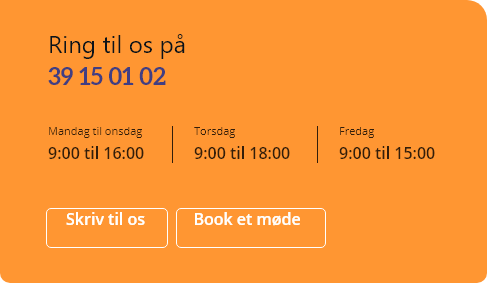 Ring til os på
39 15 01 02
Mandag til onsdag
9:00 til 16:00
Torsdag
9:00 til 18:00
Fredag
9:00 til 15:00
Skriv til os
Book et møde